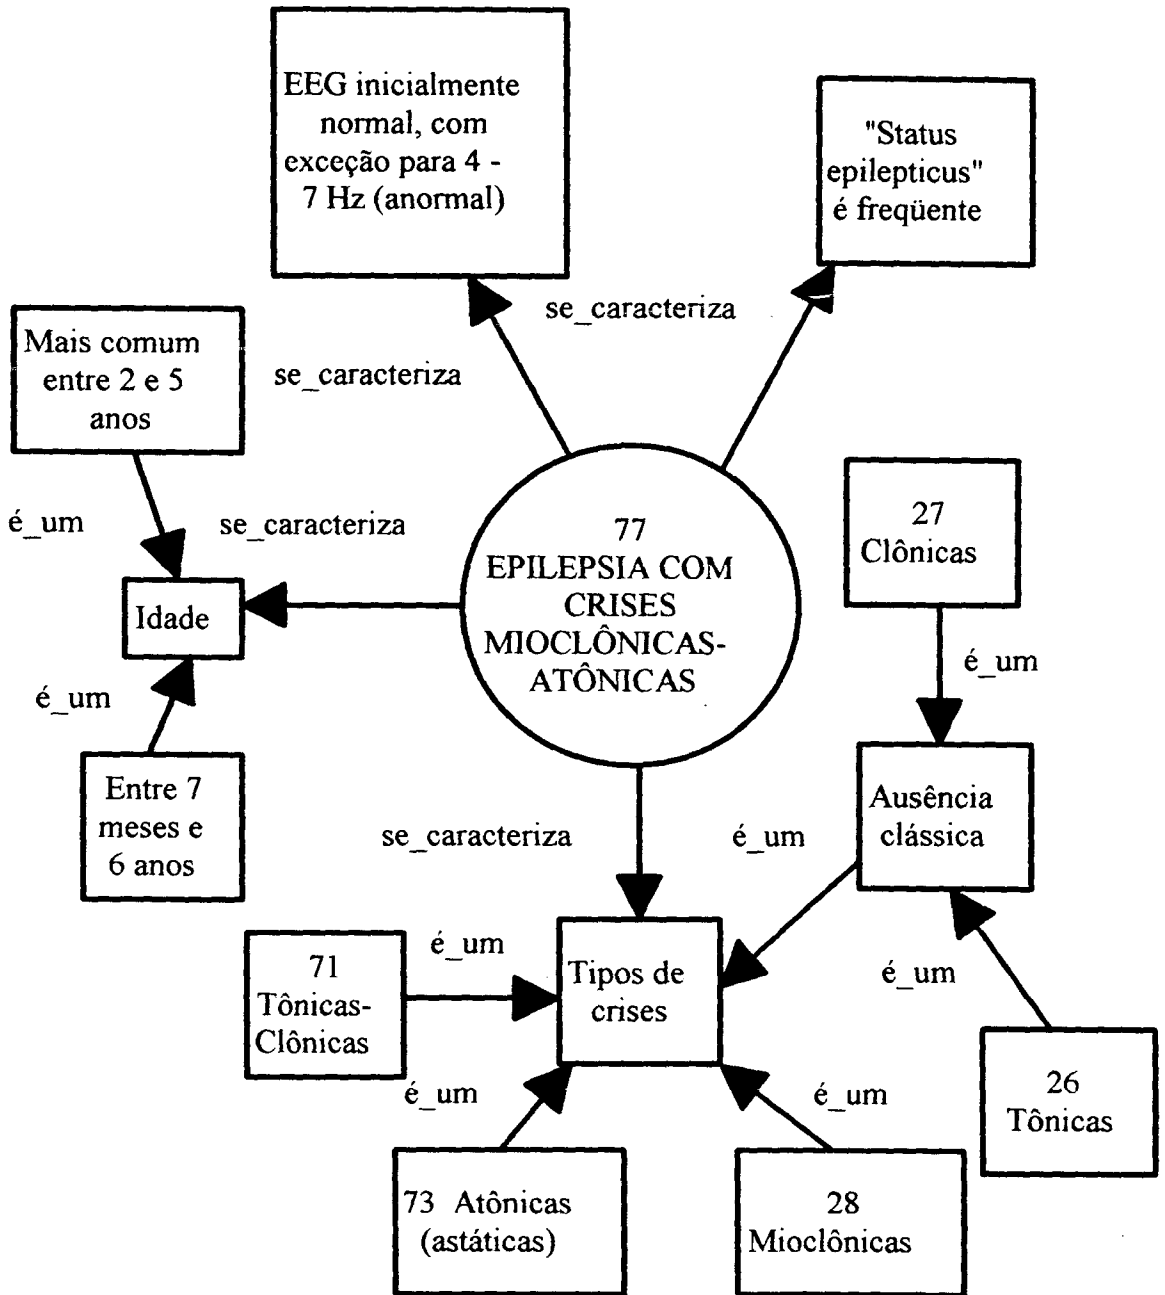 EEG inicialmente
normal, com
exceção para 4 -
7 Hz (anormal)
"Status
epilepticus"
é freqüente
se_caracteriza
se_caracteriza
Mais comum
entre 2 e 5
anos
é_um
se_caracteriza
Idade
é_um
Entre 7
meses e
6 anos
77
EPILEPSIA COM
CRISES
MIOCLÔNICAS-
ATÔNICAS
27
Clônicas
é_um
Ausência
clássica
se_caracteriza
é_um
é_um
71
Tônicas-
Clônicas
Tipos de
crises
é_um
26
Tônicas
é_um
é_um
73 Atônicas
(astáticas)
28
Mioclônicas